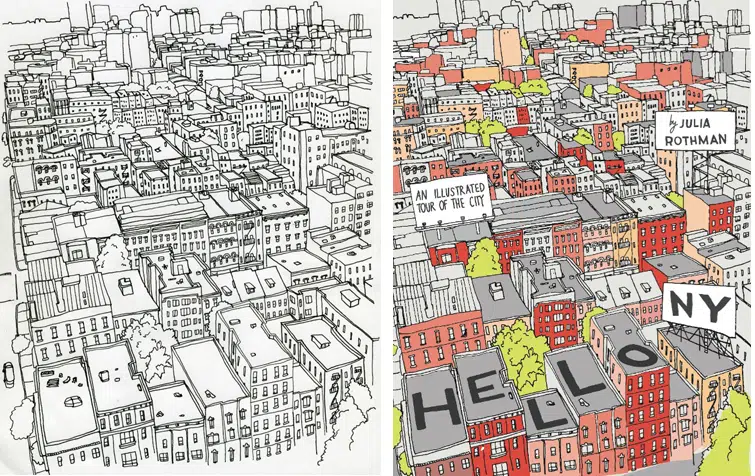 by JULIA
ROTHMAN
AN ILLUSTRATED
TOUR OF THE CITY
NY
HELLO